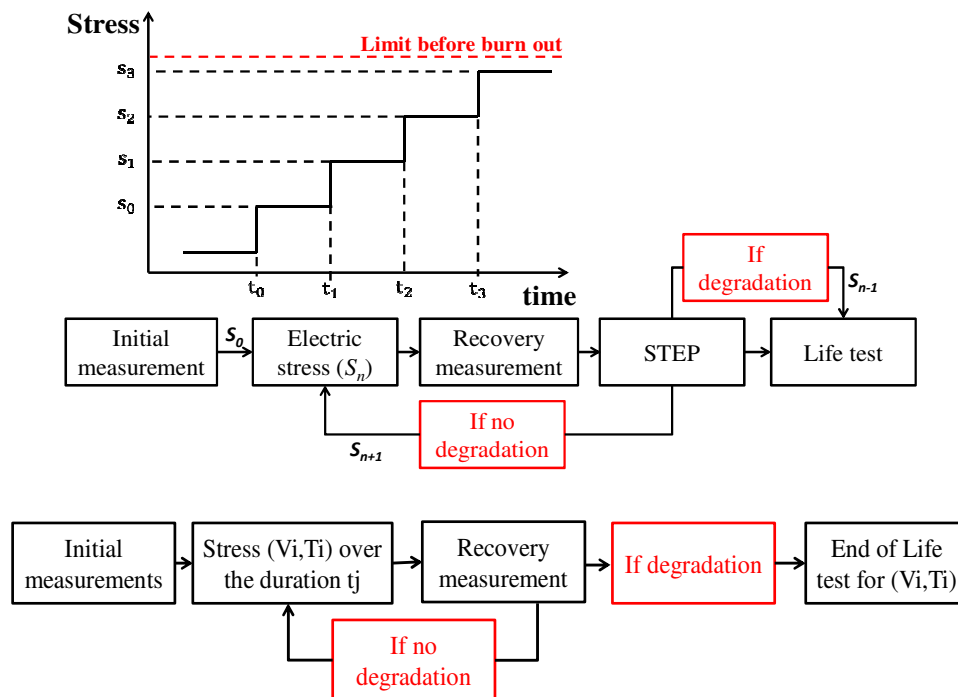 Stress
Limit before burn out
s3
s2
s1
s0
t0 t1 t2 t3 time
If
degradation
Sn-1
Initial
measurement
S0
Electric
stress (Sn)
Recovery
measurement
STEP
Life test
If no
degradation
Sn+1
Initial
measurements
Stress (Vi,Ti) over
the duration tj
Recovery
measurement
If degradation
End of Life
test for (Vi,Ti)
If no
degradation